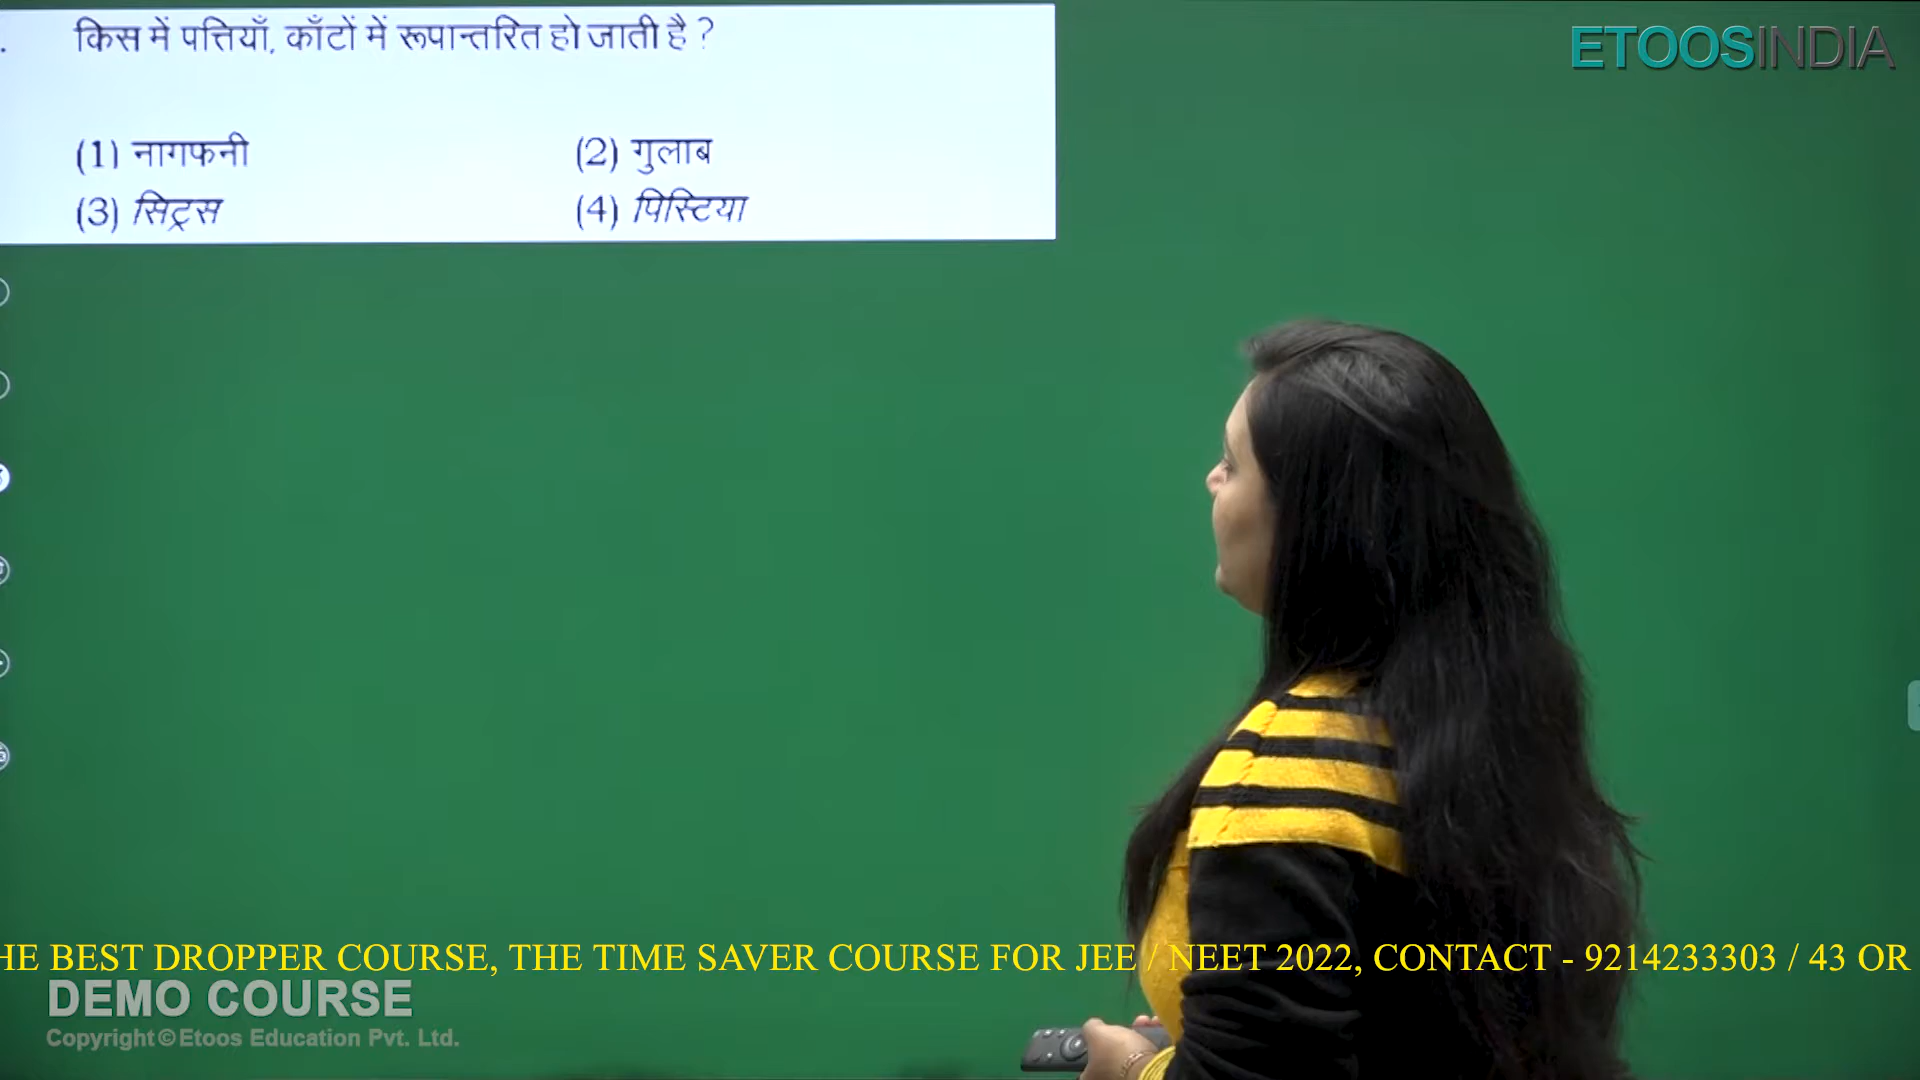 ETOOSINDIA
किस में पत्तियाँ, काँटों में रूपान्तरित हो जाती है ?
(1) नागफनी
(2) गुलाब
(3) सिट्रस
(4) पिस्टिया
HE BEST DROPPER COURSE, THE TIME SAVER COURSE FOR JEE / NEET 2022, CONTACT - 9214233303 / 43 OR
DEMO COURSE
Copyright © Etoos Education Pvt. Ltd.